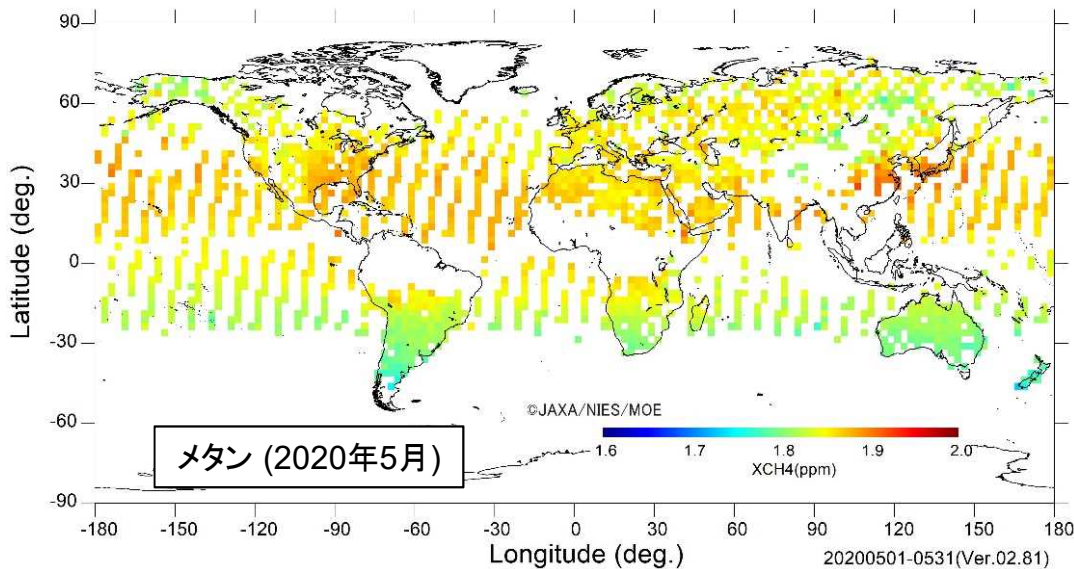 90
60
30
0
-30
-60
-90
Latitude (deg.)
©JAXA/NIES/MOE
メタン (2020年5月)
1.6 1.7 1.8 1.9 2.0
XCH4(ppm)
-180 -150 -120 -90 -60 -30 0 30 60 90 120 150 180
Longitude (deg.)
20200501-0531(Ver.02.81)